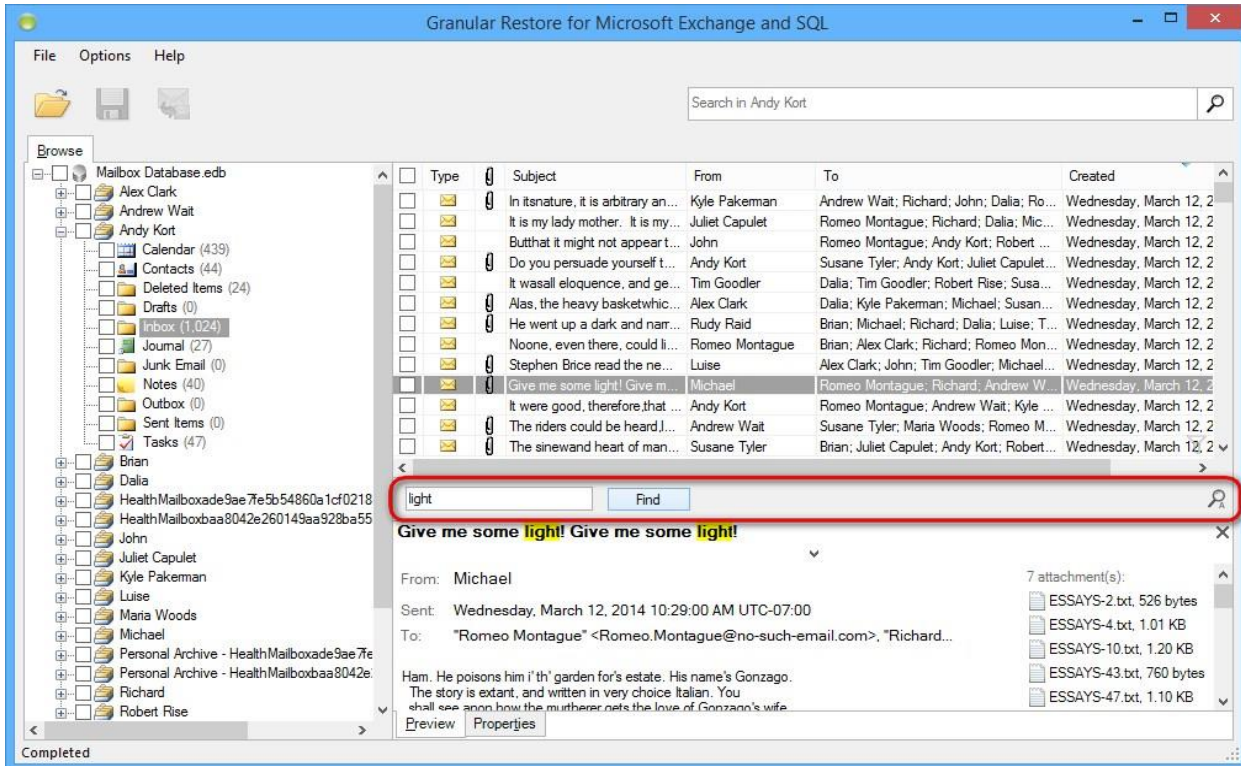 Granular Restore for Microsoft Exchange and SQL
File Options Help
Search in Andy Kort
Browse
Mailbox Database.edb
Alex Clark
Andrew Wait
Andy Kort
Calendar (439)
Contacts (44)
Deleted Items (24)
Drafts (0)
Inbox (1,024)
Journal (27)
Junk Email (0)
Notes (40)
Outbox (0)
Sent Items (0)
Tasks (47)
Brian
Dalia
HealthMailboxade9ae7fe5b54860a1cf0218
HealthMailboxbaa8042e260149aa928ba55
John
Juliet Capulet
Kyle Pakerman
Luise
Maria Woods
Michael
Personal Archive - HealthMailboxade9ae7fe
Personal Archive - HealthMailboxbaa8042e
Richard
Robert Rise
Type Subject From To Created
In itsnature, it is arbitrary an... Kyle Pakerman Andrew Wait; Richard; John; Dalia; Ro... Wednesday, March 12, 2
It is my lady mother. It is my... Juliet Capulet Romeo Montague; Richard; Dalia; Mic... Wednesday, March 12, 2
Butthat it might not appear t... John Romeo Montague; Andy Kort; Robert ... Wednesday, March 12, 2
Do you persuade yourself t... Andy Kort Susane Tyler; Andy Kort; Juliet Capulet... Wednesday, March 12, 2
It wasall eloquence, and ge... Tim Goodler Dalia; Tim Goodler; Robert Rise; Susa... Wednesday, March 12, 2
Alas, the heavy basketwhic... Alex Clark Dalia; Kyle Pakerman; Michael; Susan... Wednesday, March 12, 2
He went up a dark and narr... Rudy Raid Brian; Michael; Richard; Dalia; Luise; T... Wednesday, March 12, 2
Noone, even there, could li... Romeo Montague Brian; Alex Clark; Richard; Romeo Mon... Wednesday, March 12, 2
Stephen Brice read the ne... Luise Alex Clark; John; Tim Goodler; Michael... Wednesday, March 12, 2
Give me some light! Give m... Michael Romeo Montague; Richard; Andrew W... Wednesday, March 12, 2
It were good, therefore,that ... Andy Kort Romeo Montague; Andrew Wait; Kyle ... Wednesday, March 12, 2
The riders could be heard,l... Andrew Wait Susane Tyler; Maria Woods; Romeo M... Wednesday, March 12, 2
The sinewand heart of man... Susane Tyler Brian; Juliet Capulet; Andy Kort; Robert... Wednesday, March 12, 2
light Find
Give me some light! Give me some light!
From: Michael
Sent: Wednesday, March 12, 2014 10:29:00 AM UTC-07:00
To: "Romeo Montague" <Romeo.Montague@no-such-email.com>, "Richard...
7 attachment(s):
ESSAYS-2.txt, 526 bytes
ESSAYS-4.txt, 1.01 KB
ESSAYS-10.txt, 1.20 KB
ESSAYS-43.txt, 760 bytes
ESSAYS-47.txt, 1.10 KB
Ham. He poisons him i' th' garden for's estate. His name's Gonzago.
The story is extant, and written in very choice Italian. You
shall see anon how the murtherer gets the love of Gonzago's wife.
Preview Properties
Completed